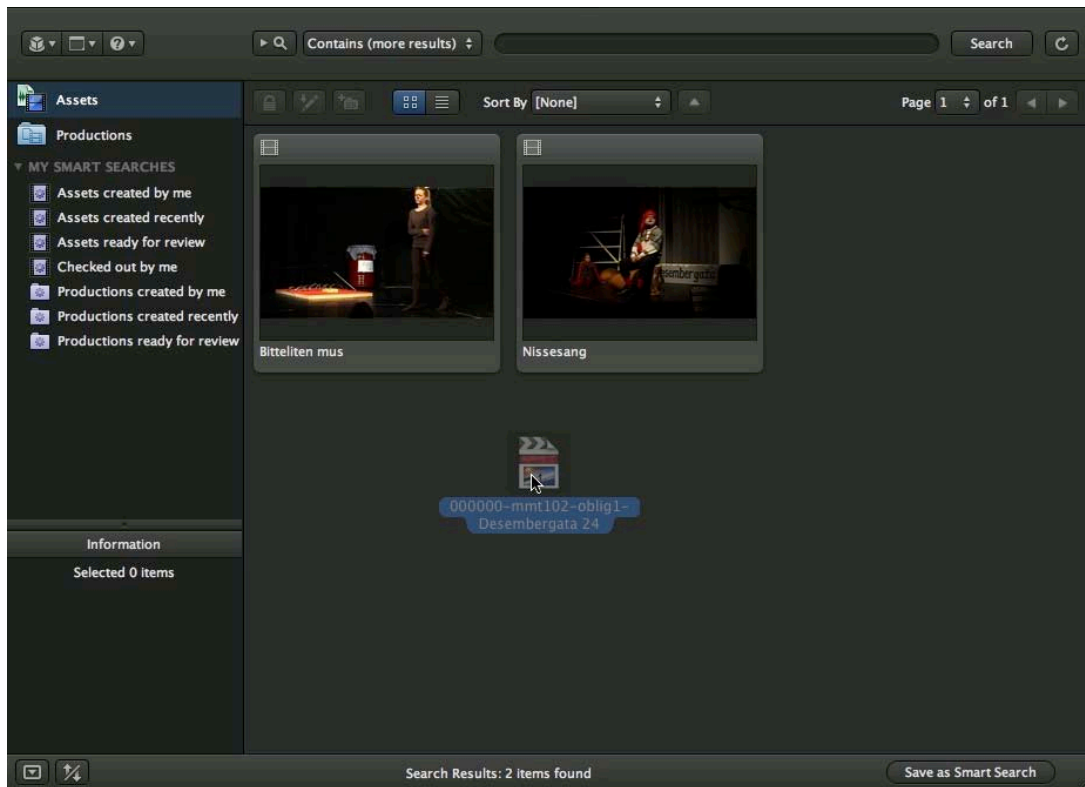 Contains (more results)
Search
Assets
Sort By [None]
Page 1 of 1
Productions
MY SMART SEARCHES
Assets created by me
Assets created recently
Assets ready for review
Checked out by me
Productions created by me
Productions created recently
Productions ready for review
esembergata
Bitteliten mus
Nissesang
000000-mmt102-oblig1-
Desembergata 24
Information
Selected 0 items
Search Results: 2 items found
Save as Smart Search